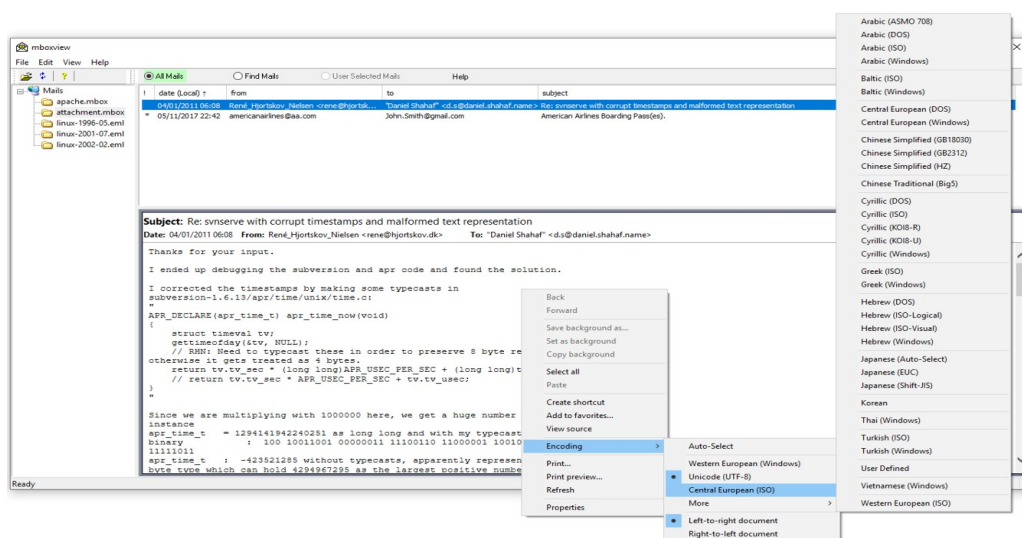 mboxview
File Edit View Help
All Mails Find Mails User Selected Mails Help
Mails
apache.mbox
attachment.mbox
linux-1996-05.eml
linux-2001-07.eml
linux-2002-02.eml
! date (Local) from to subject
04/01/2011 06:08 René_Hjortskov_Nielsen <rene@hjortsk... "Daniel Shahaf" <d.s@daniel.shahaf.name> Re: svnserve with corrupt timestamps and malformed text representation
* 05/11/2017 22:42 americanairlines@aa.com John.Smith@gmail.com American Airlines Boarding Pass(es).
Subject: Re: svnserve with corrupt timestamps and malformed text representation
Date: 04/01/2011 06:08 From: René_Hjortskov_Nielsen <rene@hjortskov.dk> To: "Daniel Shahaf" <d.s@daniel.shahaf.name>
Thanks for your input.
I ended up debugging the subversion and apr code and found the solution.
I corrected the timestamps by making some typecasts in
subversion-1.6.13/apr/time/unix/time.c:
"
APR_DECLARE(apr_time_t) apr_time_now(void)
{
struct timeval tv;
gettimeofday(&tv, NULL);
// RHN: Need to typecast these in order to preserve 8 byte re
otherwise it gets treated as 4 bytes.
return tv.tv_sec * (long long)APR_USEC_PER_SEC + (long long)t
// return tv.tv_sec * APR_USEC_PER_SEC + tv.tv_usec;
}
"
Since we are multiplying with 1000000 here, we get a huge number
instance
apr_time_t = 1294141942240251 as long long and with my typecast
binary : 100 10011001 00000011 11100110 11000001 10010
11111011
apr_time_t : -423521285 without typecasts, apparently represen
byte type which can hold 4294967295 as the largest positive numbe
Ready
Back
Forward
Save background as...
Set as background
Copy background
Select all
Paste
Create shortcut
Add to favorites...
View source
Encoding >
Print...
Print preview...
Refresh
Properties
Auto-Select
Western European (Windows)
Unicode (UTF-8)
Central European (ISO)
More >
Left-to-right document
Right-to-left document
Arabic (ASMO 708)
Arabic (DOS)
Arabic (ISO)
Arabic (Windows)
Baltic (ISO)
Baltic (Windows)
Central European (DOS)
Central European (Windows)
Chinese Simplified (GB18030)
Chinese Simplified (GB2312)
Chinese Simplified (HZ)
Chinese Traditional (Big5)
Cyrillic (DOS)
Cyrillic (ISO)
Cyrillic (KOI8-R)
Cyrillic (KOI8-U)
Cyrillic (Windows)
Greek (ISO)
Greek (Windows)
Hebrew (DOS)
Hebrew (ISO-Logical)
Hebrew (ISO-Visual)
Hebrew (Windows)
Japanese (Auto-Select)
Japanese (EUC)
Japanese (Shift-JIS)
Korean
Thai (Windows)
Turkish (ISO)
Turkish (Windows)
User Defined
Vietnamese (Windows)
Western European (ISO)